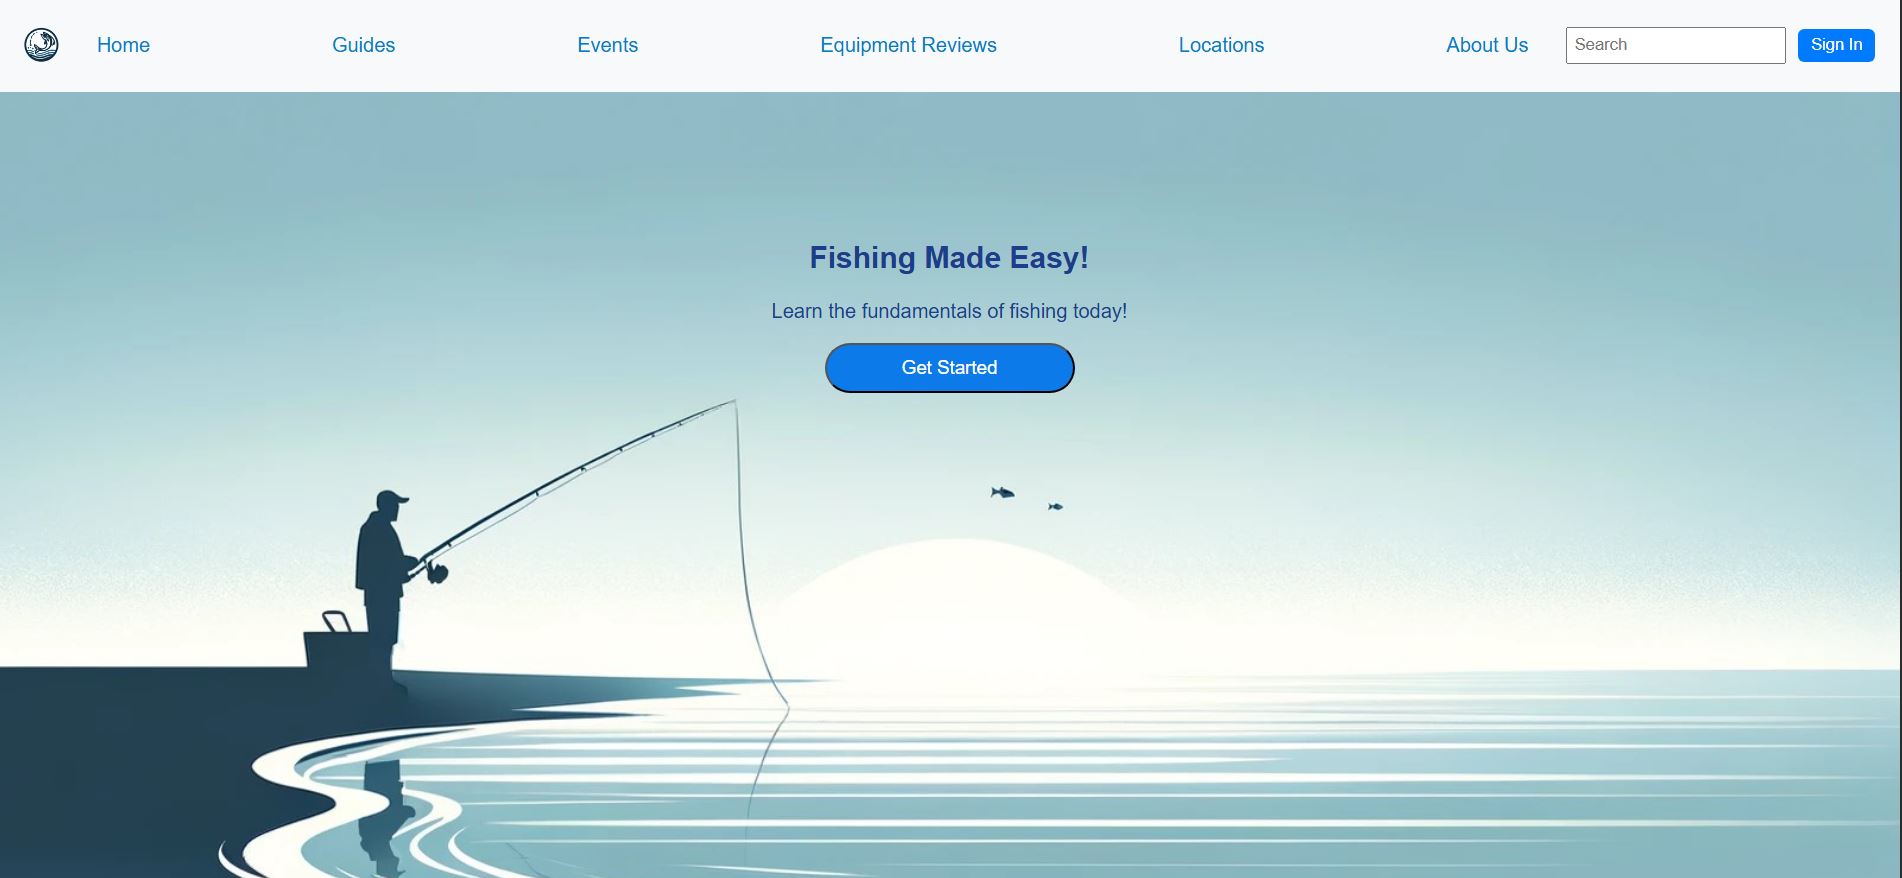 Home Guides Events Equipment Reviews Locations About Us Search Sign In
Fishing Made Easy!
Learn the fundamentals of fishing today!
Get Started